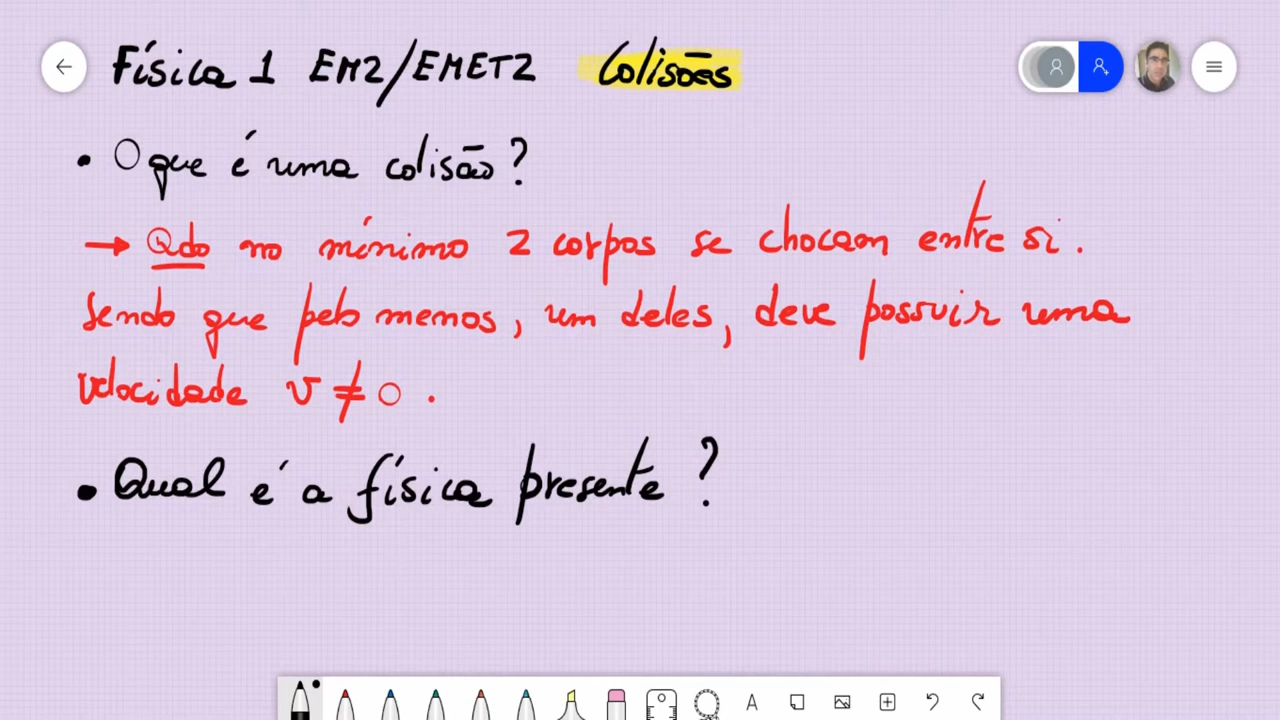 Física 1 EM2/EMET2 Colisões
• O que é uma colisão?
→ Qdo no mínimo 2 corpos se chocam entre si.
Sendo que pelo menos, um deles, deve possuir uma
velocidade v ≠ 0.
• Qual é a física presente?
A